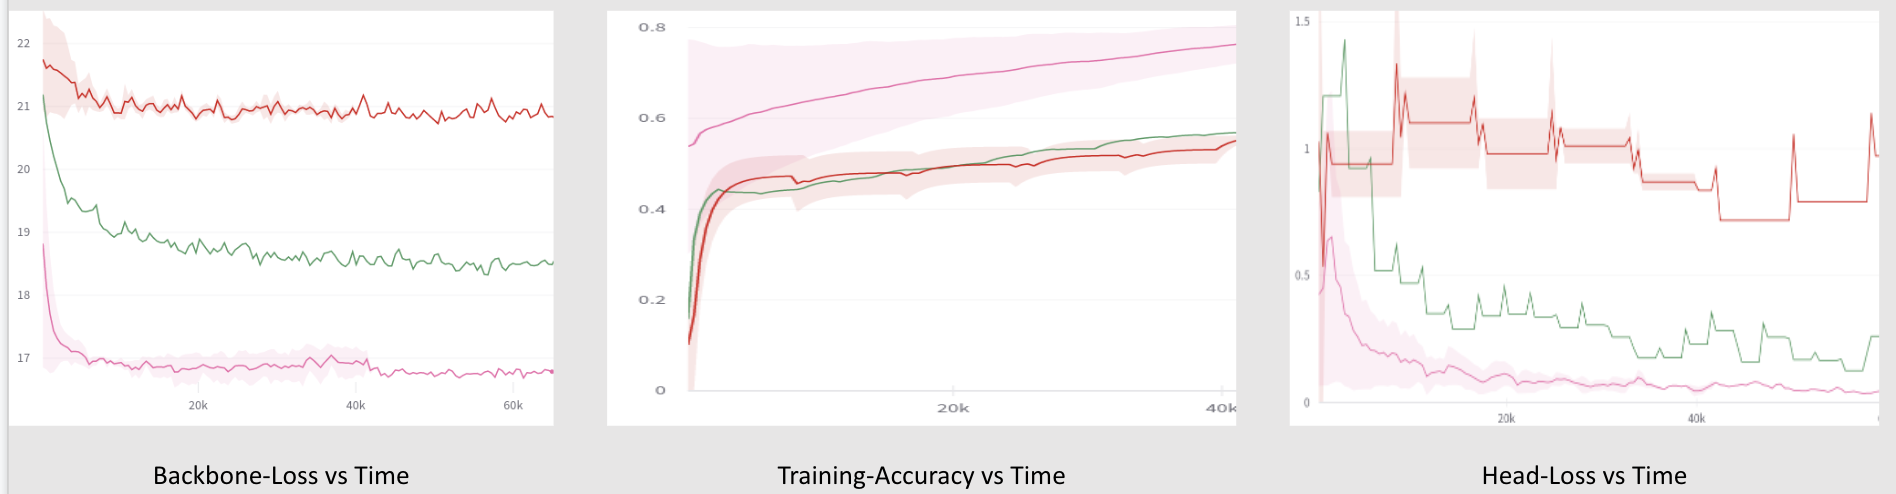 22
21
20
19
18
17
20k
40k
60k
Backbone-Loss vs Time
0.8
0.6
0.4
0.2
0
20k
40k
Training-Accuracy vs Time
1.5
1
0.5
0
20k
40k
Head-Loss vs Time